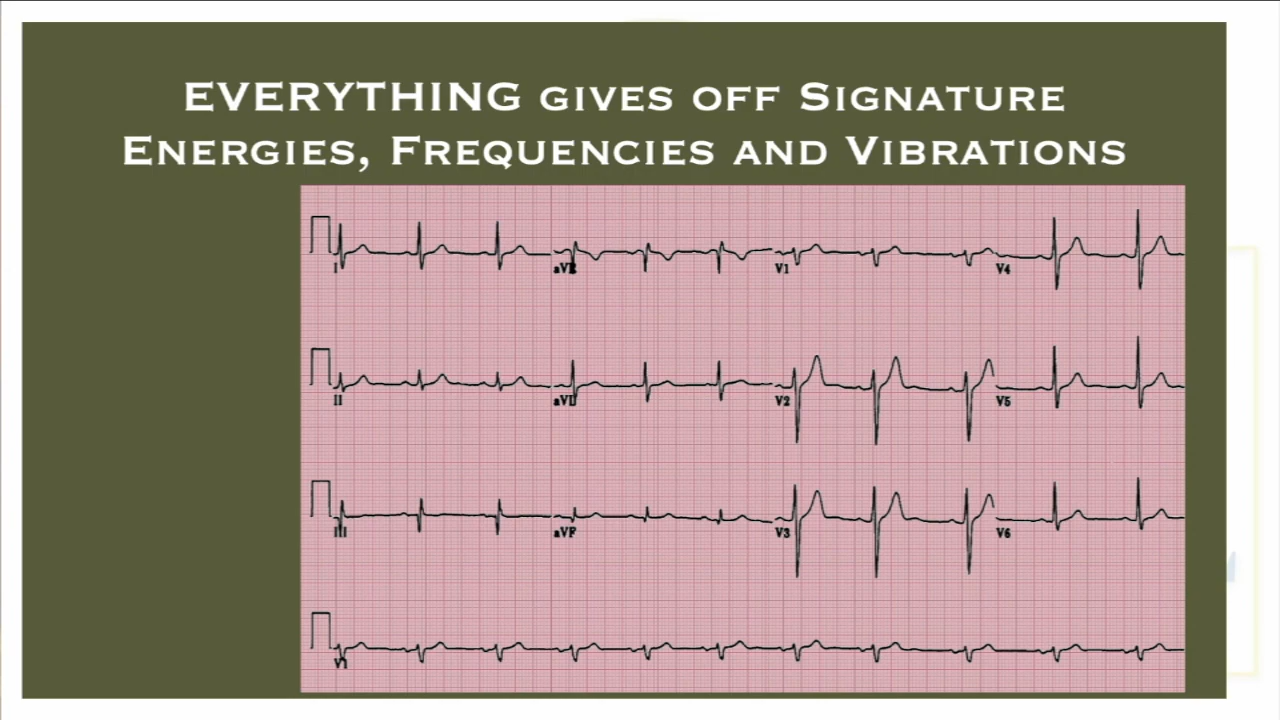 EVERYTHING GIVES OFF SIGNATURE
ENERGIES, FREQUENCIES AND VIBRATIONS
I aVR V1 V4
II aVL V2 V5
III aVF V3 V6
V1